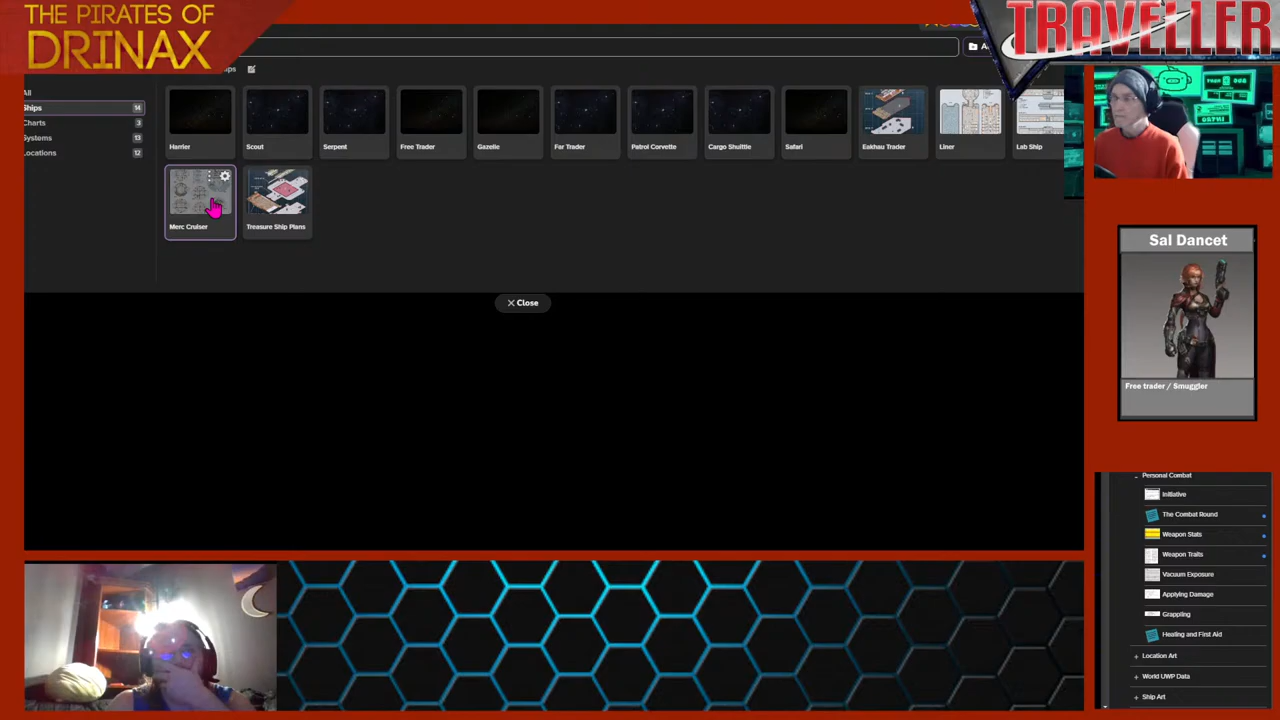 THE PIRATES OF
DRINAX
TRAVELLER
All
Ships 14
Charts 3
Systems 13
Locations 12
Harrier
Scout
Serpent
Free Trader
Gazelle
Far Trader
Patrol Corvette
Cargo Shuttle
Safari
Eakhau Trader
Liner
Lab Ship
Merc Cruiser
Treasure Ship Plans
Close
Sal Dancet
Free trader / Smuggler
Personal Combat
Initiative
The Combat Round
Weapon Stats
Weapon Traits
Vacuum Exposure
Applying Damage
Grappling
Healing and First Aid
Location Art
World UWP Data
Ship Art